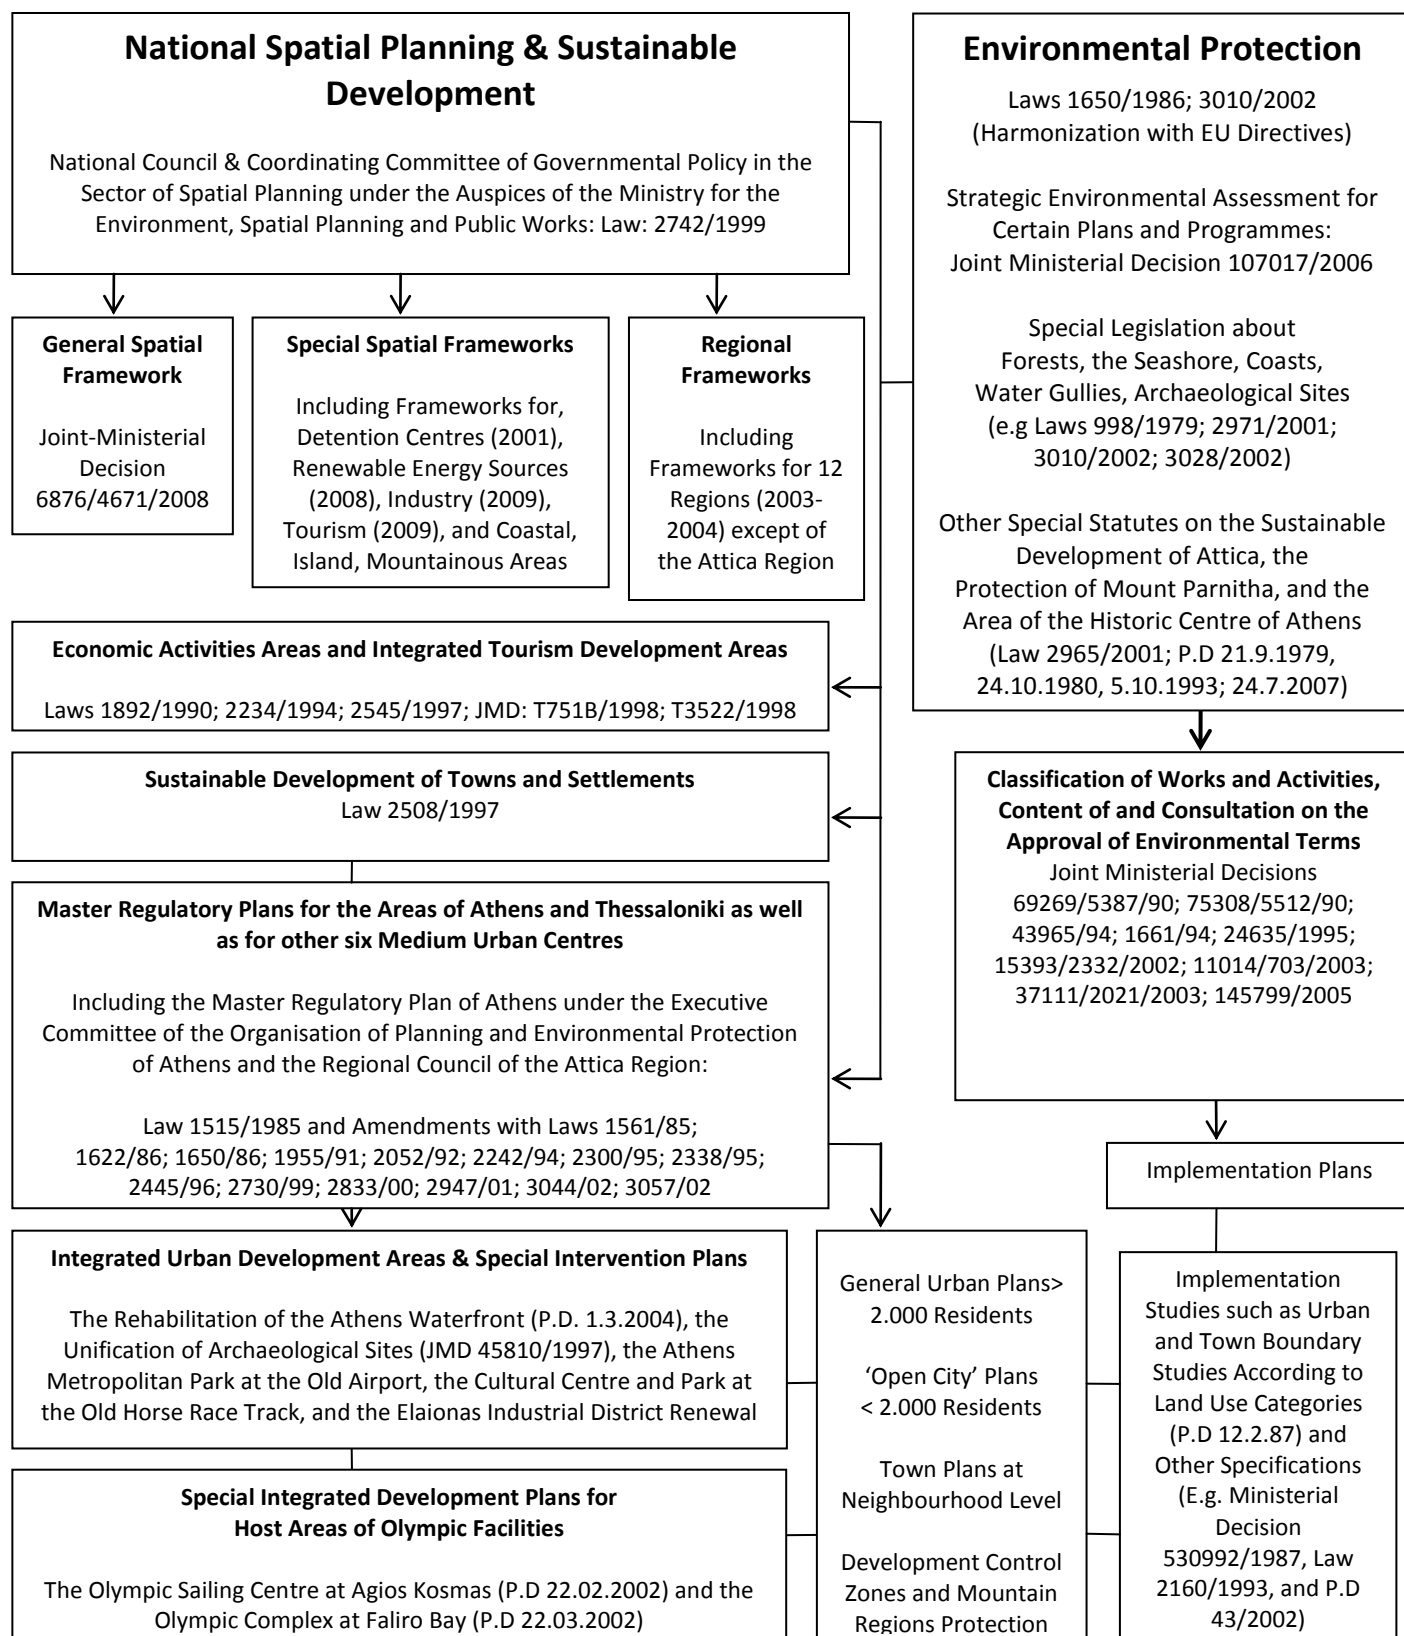 National Spatial Planning & Sustainable
Development
National Council & Coordinating Committee of Governmental Policy in the
Sector of Spatial Planning under the Auspices of the Ministry for the
Environment, Spatial Planning and Public Works: Law: 2742/1999
Environmental Protection
Laws 1650/1986; 3010/2002
(Harmonization with EU Directives)
Strategic Environmental Assessment for
Certain Plans and Programmes:
Joint Ministerial Decision 107017/2006
Special Legislation about
Forests, the Seashore, Coasts,
Water Gullies, Archaeological Sites
(e.g Laws 998/1979; 2971/2001;
3010/2002; 3028/2002)
Other Special Statutes on the Sustainable
Development of Attica, the
Protection of Mount Parnitha, and the
Area of the Historic Centre of Athens
(Law 2965/2001; P.D 21.9.1979,
24.10.1980, 5.10.1993; 24.7.2007)
General Spatial
Framework
Joint-Ministerial
Decision
6876/4671/2008
Special Spatial Frameworks
Including Frameworks for,
Detention Centres (2001),
Renewable Energy Sources
(2008), Industry (2009),
Tourism (2009), and Coastal,
Island, Mountainous Areas
Regional
Frameworks
Including
Frameworks for 12
Regions (2003-
2004) except of
the Attica Region
Economic Activities Areas and Integrated Tourism Development Areas
Laws 1892/1990; 2234/1994; 2545/1997; JMD: T751B/1998; T3522/1998
Sustainable Development of Towns and Settlements
Law 2508/1997
Classification of Works and Activities,
Content of and Consultation on the
Approval of Environmental Terms
Joint Ministerial Decisions
69269/5387/90; 75308/5512/90;
43965/94; 1661/94; 24635/1995;
15393/2332/2002; 11014/703/2003;
37111/2021/2003; 145799/2005
Master Regulatory Plans for the Areas of Athens and Thessaloniki as well
as for other six Medium Urban Centres
Including the Master Regulatory Plan of Athens under the Executive
Committee of the Organisation of Planning and Environmental Protection
of Athens and the Regional Council of the Attica Region:
Law 1515/1985 and Amendments with Laws 1561/85;
1622/86; 1650/86; 1955/91; 2052/92; 2242/94; 2300/95; 2338/95;
2445/96; 2730/99; 2833/00; 2947/01; 3044/02; 3057/02
Implementation Plans
Integrated Urban Development Areas & Special Intervention Plans
The Rehabilitation of the Athens Waterfront (P.D. 1.3.2004), the
Unification of Archaeological Sites (JMD 45810/1997), the Athens
Metropolitan Park at the Old Airport, the Cultural Centre and Park at
the Old Horse Race Track, and the Elaionas Industrial District Renewal
General Urban Plans>
2.000 Residents
‘Open City’ Plans
< 2.000 Residents
Town Plans at
Neighbourhood Level
Development Control
Zones and Mountain
Regions Protection
Implementation
Studies such as Urban
and Town Boundary
Studies According to
Land Use Categories
(P.D 12.2.87) and
Other Specifications
(E.g. Ministerial
Decision
530992/1987, Law
2160/1993, and P.D
43/2002)
Special Integrated Development Plans for
Host Areas of Olympic Facilities
The Olympic Sailing Centre at Agios Kosmas (P.D 22.02.2002) and the
Olympic Complex at Faliro Bay (P.D 22.03.2002)